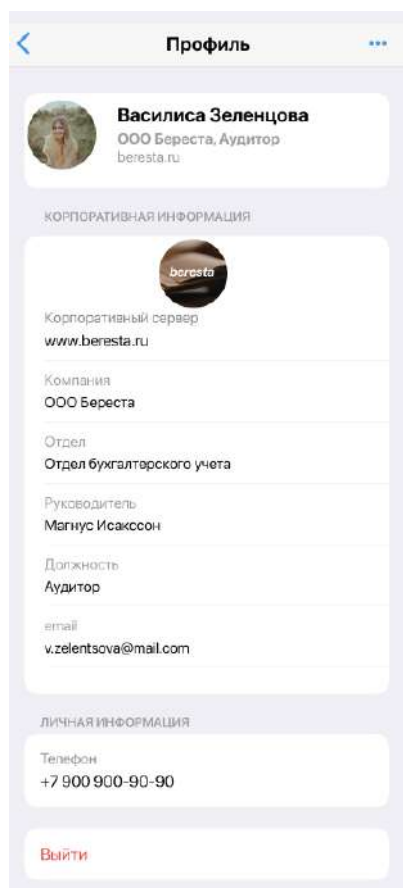 Профиль
Василиса Зеленцова
ООО Береста, Аудитор
beresta.ru
КОРПОРАТИВНАЯ ИНФОРМАЦИЯ
beresta
Корпоративный сервер
www.beresta.ru
Компания
ООО Береста
Отдел
Отдел бухгалтерского учета
Руководитель
Магнус Исакссон
Должность
Аудитор
email
v.zelentsova@mail.com
ЛИЧНАЯ ИНФОРМАЦИЯ
Телефон
+7 900 900-90-90
Выйти